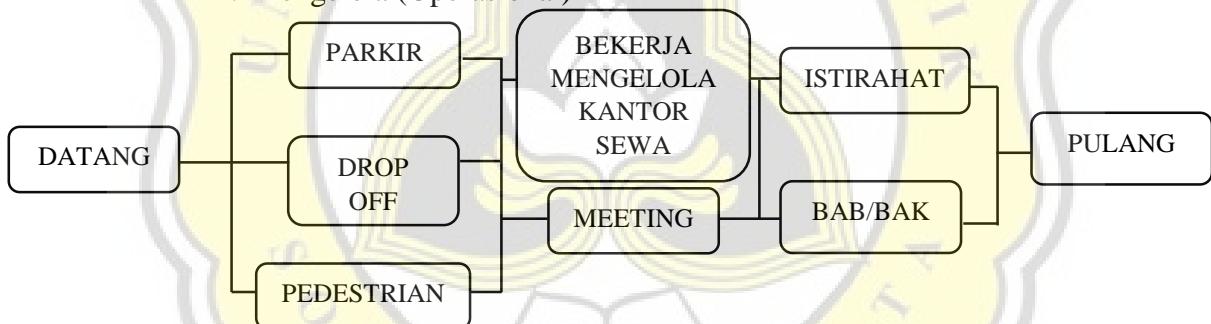 PARKIR
BEKERJA
MENGELOLA
KANTOR
SEWA
ISTIRAHAT
DATANG
DROP
OFF
PULANG
MEETING
BAB/BAK
PEDESTRIAN